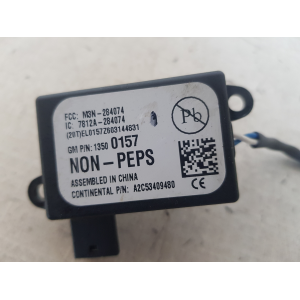 FCC: M3N-284074
IC: 7812A-284074
(20T)EL0157Z603144831
GM P/N: 1350 0157
NON-PEPS
ASSEMBLED IN CHINA
CONTINENTAL P/N: A2C53409480
Pb
CE